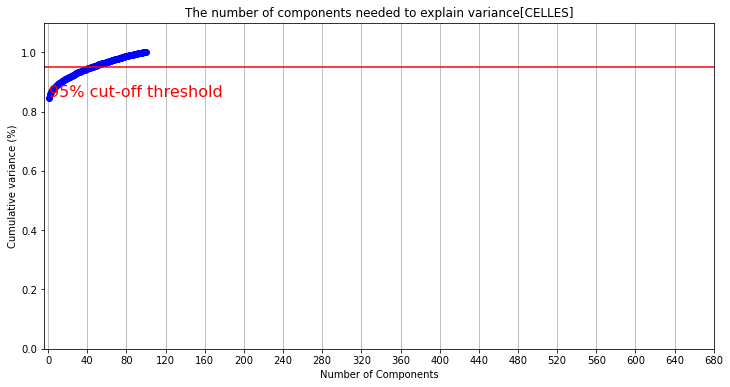 The number of components needed to explain variance[CELLES]
Cumulative variance (%)
1.0
0.8
0.6
0.4
0.2
0.0
95% cut-off threshold
0 40 80 120 160 200 240 280 320 360 400 440 480 520 560 600 640 680
Number of Components